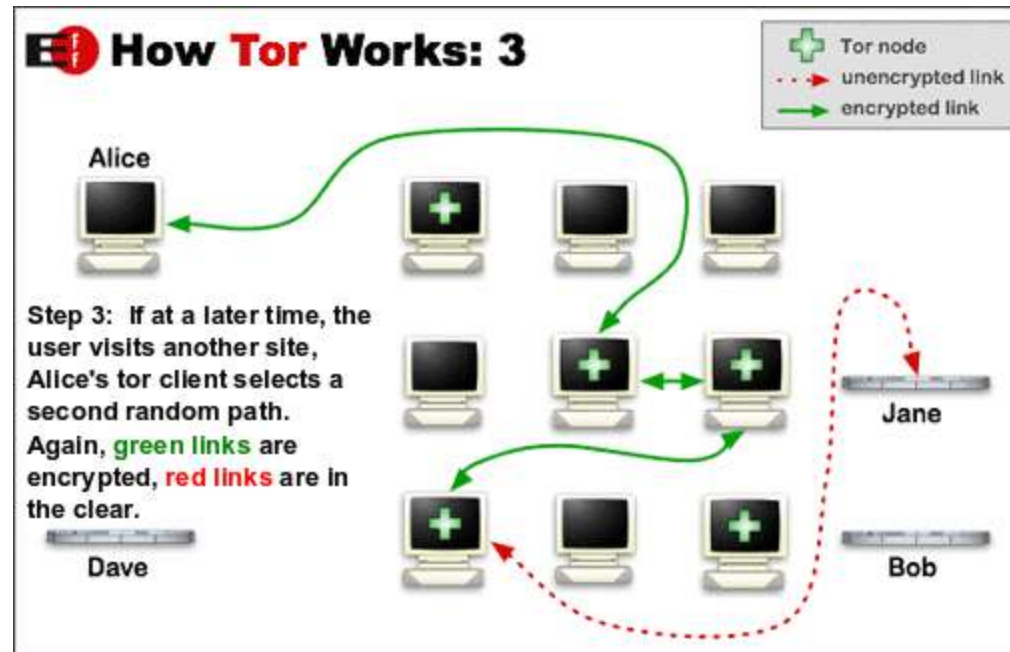 EFF How Tor Works: 3
Tor node
unencrypted link
encrypted link
Alice
Step 3: If at a later time, the
user visits another site,
Alice's tor client selects a
second random path.
Again, green links are
encrypted, red links are in
the clear.
Jane
Dave
Bob